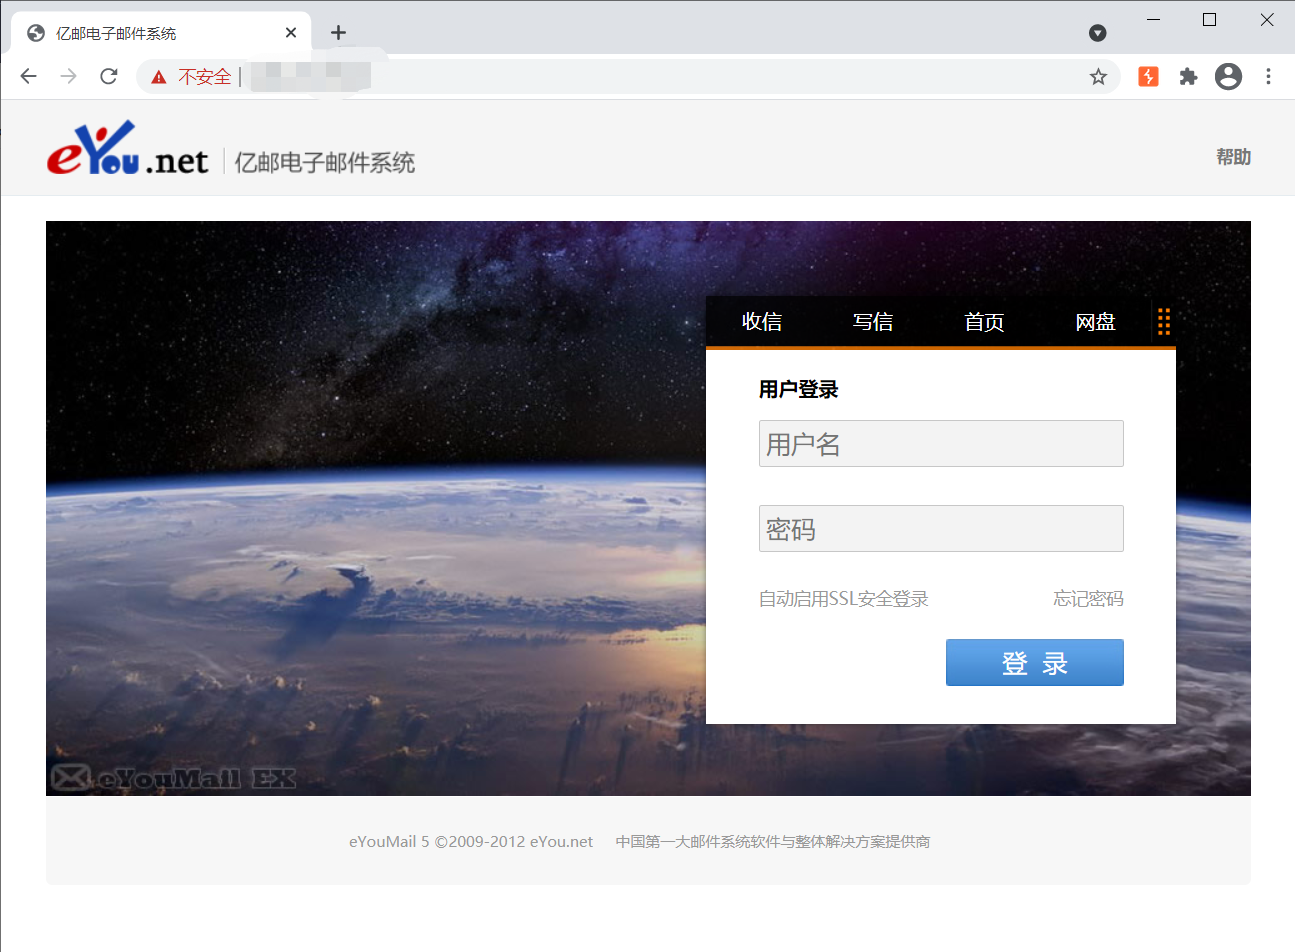 亿邮电子邮件系统
不安全
eYou.net 亿邮电子邮件系统
帮助
收信 写信 首页 网盘
用户登录
用户名
密码
自动启用SSL安全登录 忘记密码
登 录
eYouMail EX
eYouMail 5 ©2009-2012 eYou.net 中国第一大邮件系统软件与整体解决方案提供商